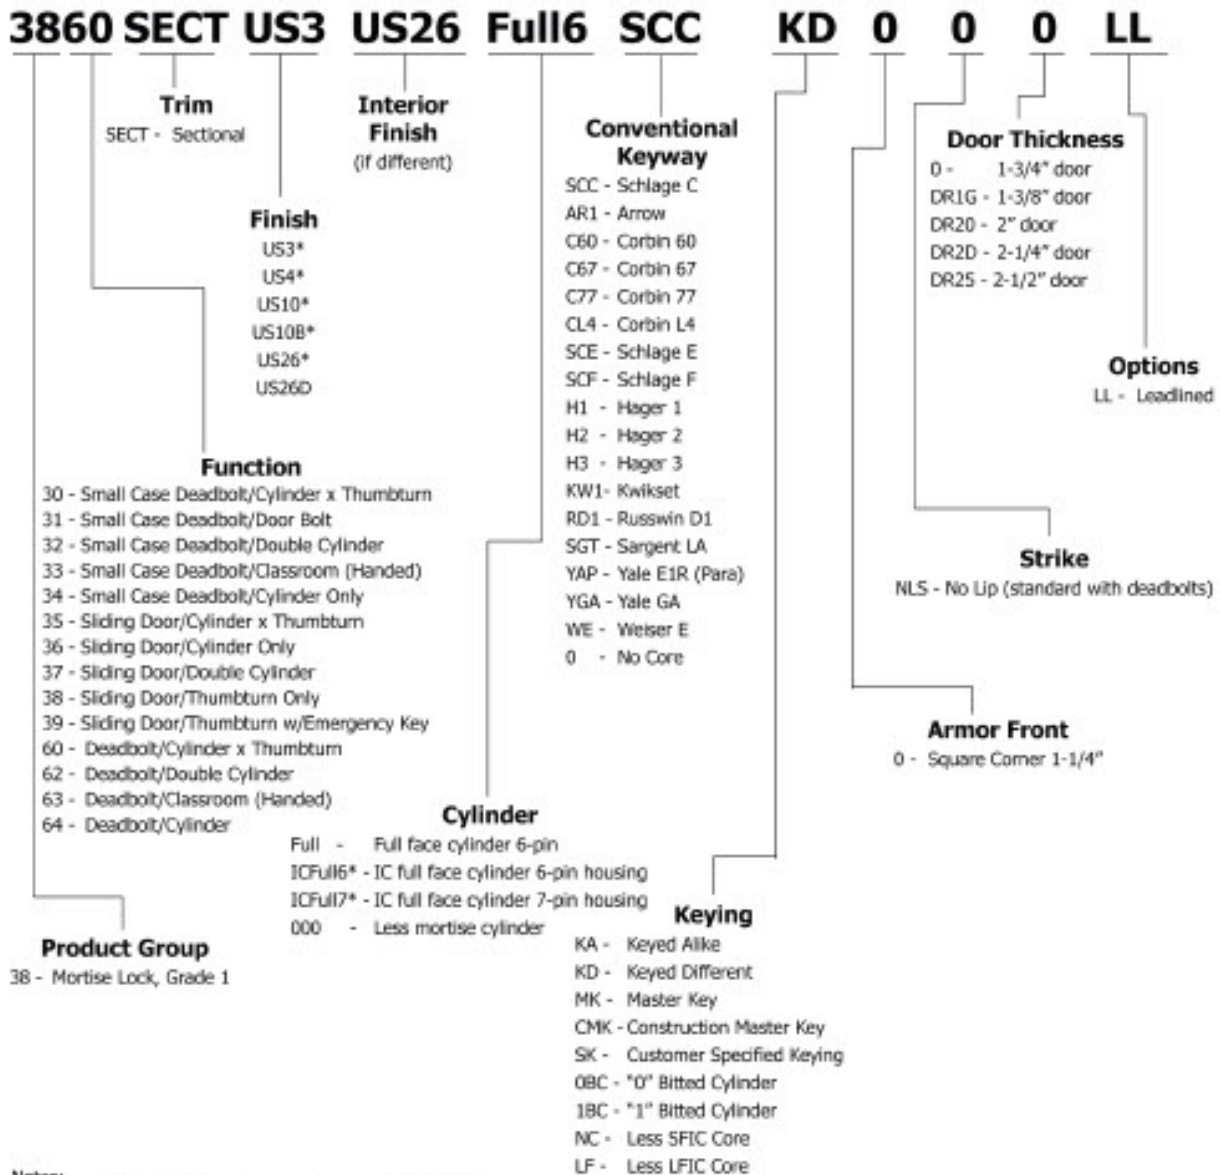 3860 SECT US3 US26 Full6 SCC KD 0 0 0 LL
Trim
SECT - Sectional
Interior
Finish
(if different)
Finish
US3*
US4*
US10*
US10B*
US26*
US26D
Conventional
Keyway
SCC - Schlage C
AR1 - Arrow
C60 - Corbin 60
C67 - Corbin 67
C77 - Corbin 77
CL4 - Corbin L4
SCE - Schlage E
SCF - Schlage F
H1 - Hager 1
H2 - Hager 2
H3 - Hager 3
KW1- Kwikset
RD1 - Russwin D1
SGT - Sargent LA
YAP - Yale E1R (Para)
YGA - Yale GA
WE - Weiser E
0 - No Core
Door Thickness
0 - 1-3/4" door
DR1G - 1-3/8" door
DR20 - 2" door
DR2D - 2-1/4" door
DR2S - 2-1/2" door
Options
LL - Leadlined
Function
30 - Small Case Deadbolt/Cylinder x Thumbturn
31 - Small Case Deadbolt/Door Bolt
32 - Small Case Deadbolt/Double Cylinder
33 - Small Case Deadbolt/Classroom (Handed)
34 - Small Case Deadbolt/Cylinder Only
35 - Sliding Door/Cylinder x Thumbturn
36 - Sliding Door/Cylinder Only
37 - Sliding Door/Double Cylinder
38 - Sliding Door/Thumbturn Only
39 - Sliding Door/Thumbturn w/Emergency Key
60 - Deadbolt/Cylinder x Thumbturn
62 - Deadbolt/Double Cylinder
63 - Deadbolt/Classroom (Handed)
64 - Deadbolt/Cylinder
Strike
NLS - No Lip (standard with deadbolts)
Armor Front
0 - Square Corner 1-1/4"
Cylinder
Full - Full face cylinder 6-pin
ICFull6* - IC full face cylinder 6-pin housing
ICFull7* - IC full face cylinder 7-pin housing
000 - Less mortise cylinder
Product Group
38 - Mortise Lock, Grade 1
Keying
KA - Keyed Alike
KD - Keyed Different
MK - Master Key
CMK - Construction Master Key
SK - Customer Specified Keying
0BC - "0" Bitted Cylinder
1BC - "1" Bitted Cylinder
NC - Less SFIC Core
LF - Less LFIC Core